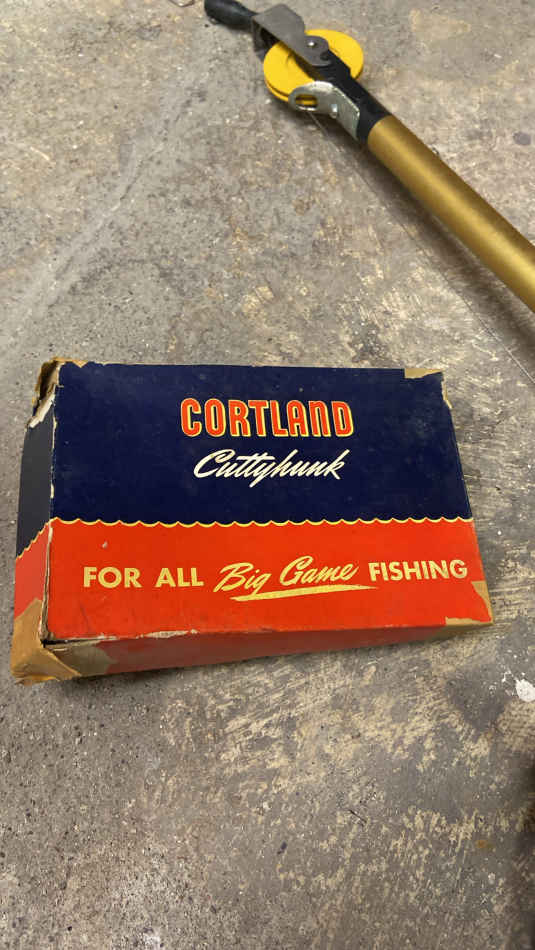 CORTLAND
Cuttyhunk
FOR ALL Big Game FISHING